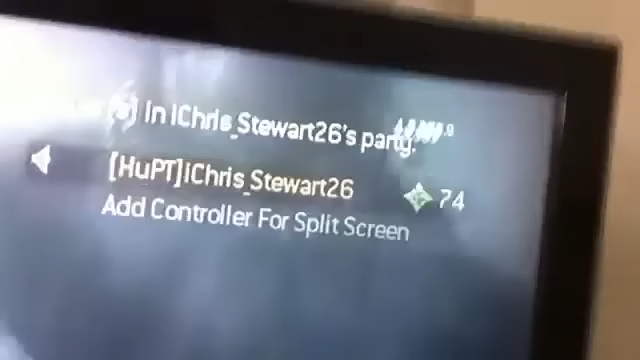 In iChris_Stewart26's party.
[HuPT]iChris_Stewart26 74
Add Controller For Split Screen